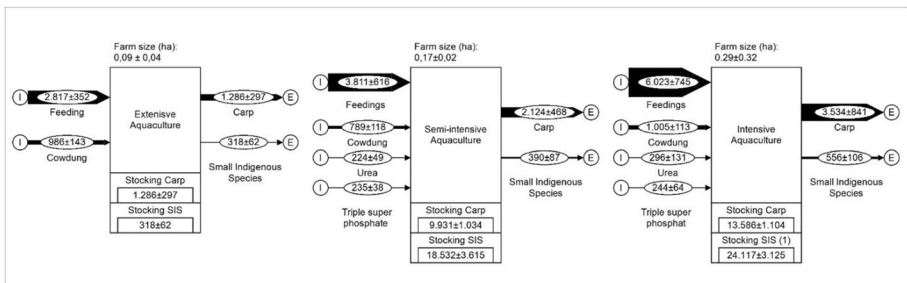 Farm size (ha):
0,09 ± 0,04
I
2.817±352
Feeding
I
986±143
Cowdung
Extenisve
Aquaculture
1.286±297
E
Carp
318±62
E
Small Indigenous
Species
Stocking Carp
1.286±297
Stocking SIS
318±62
Farm size (ha):
0,17±0,02
I
3.811±616
Feedings
I
789±118
Cowdung
I
224±49
Urea
I
235±38
Triple super
phosphate
Semi-intensive
Aquaculture
2.124±468
E
Carp
390±87
E
Small Indigenous
Species
Stocking Carp
9.931±1.034
Stocking SIS
18.532±3.615
Farm size (ha):
0.29±0.32
I
6.023±745
Feedings
I
1.005±113
Cowdung
I
296±131
Urea
I
244±64
Triple super
phosphat
Intensive
Aquaculture
3.534±841
E
Carp
556±106
E
Small Indigenous
Species
Stocking Carp
13.586±1.104
Stocking SIS (1)
24.117±3.125